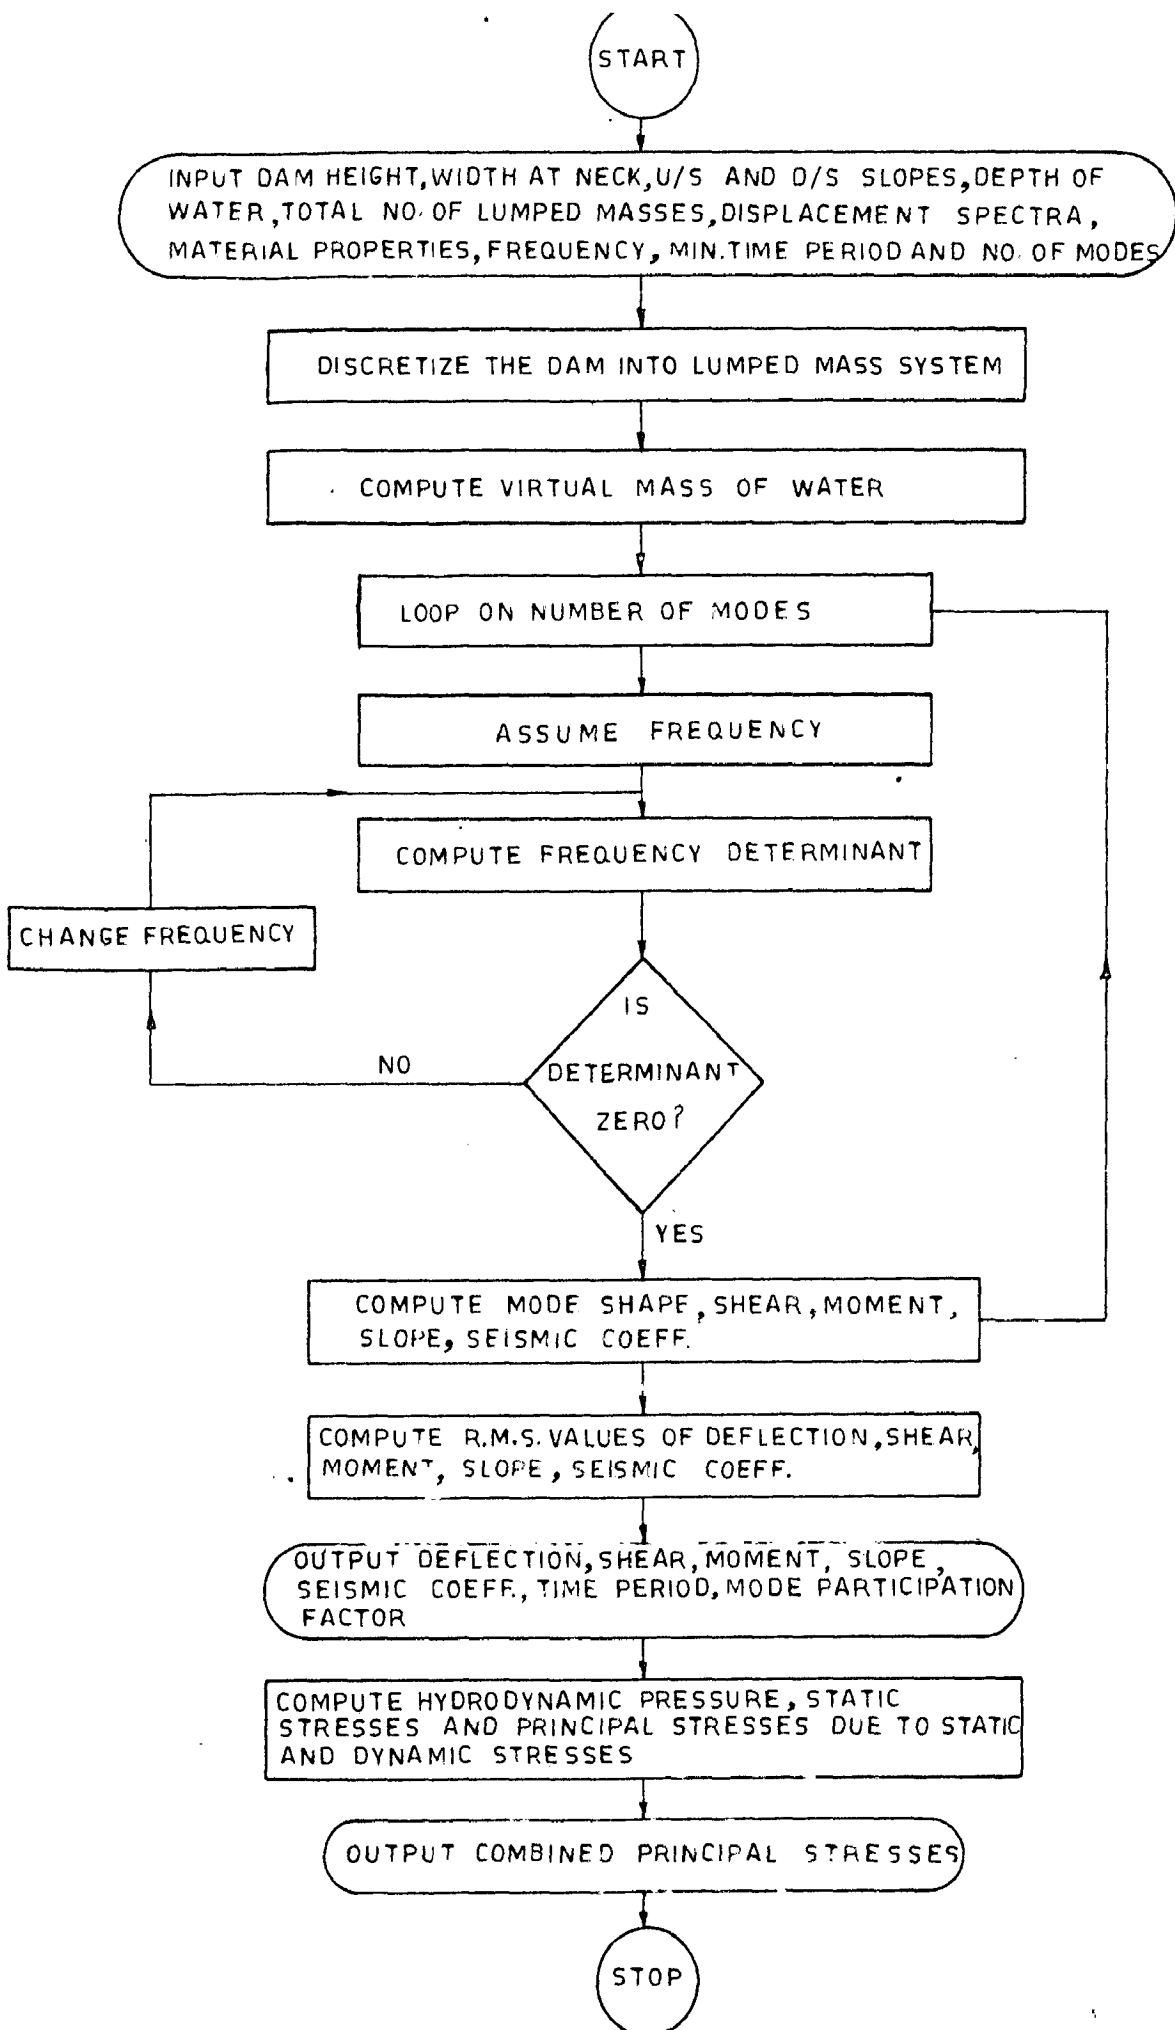 START
INPUT DAM HEIGHT, WIDTH AT NECK, U/S AND D/S SLOPES, DEPTH OF
WATER, TOTAL NO. OF LUMPED MASSES, DISPLACEMENT SPECTRA,
MATERIAL PROPERTIES, FREQUENCY, MIN. TIME PERIOD AND NO. OF MODES
DISCRETIZE THE DAM INTO LUMPED MASS SYSTEM
COMPUTE VIRTUAL MASS OF WATER
LOOP ON NUMBER OF MODES
ASSUME FREQUENCY
COMPUTE FREQUENCY DETERMINANT
CHANGE FREQUENCY
IS
DETERMINANT
ZERO?
NO
YES
COMPUTE MODE SHAPE, SHEAR, MOMENT,
SLOPE, SEISMIC COEFF.
COMPUTE R.M.S. VALUES OF DEFLECTION, SHEAR,
MOMENT, SLOPE, SEISMIC COEFF.
OUTPUT DEFLECTION, SHEAR, MOMENT, SLOPE,
SEISMIC COEFF., TIME PERIOD, MODE PARTICIPATION
FACTOR
COMPUTE HYDRODYNAMIC PRESSURE, STATIC
STRESSES AND PRINCIPAL STRESSES DUE TO STATIC
AND DYNAMIC STRESSES
OUTPUT COMBINED PRINCIPAL STRESSES
STOP